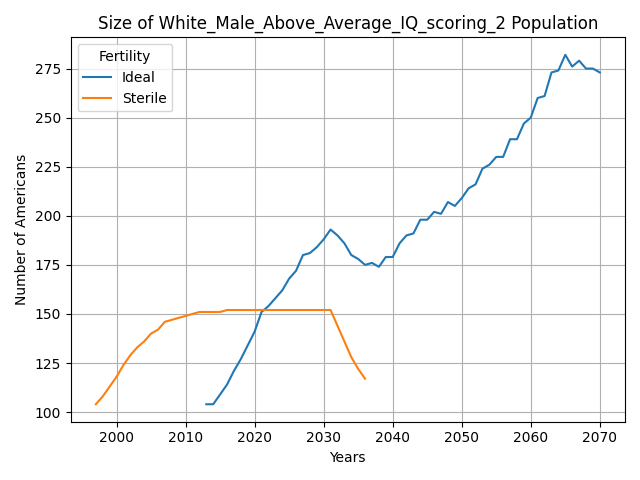 Size of White_Male_Above_Average_IQ_scoring_2 Population
Fertility
Ideal
Sterile
Number of Americans
275
250
225
200
175
150
125
100
2000 2010 2020 2030 2040 2050 2060 2070
Years